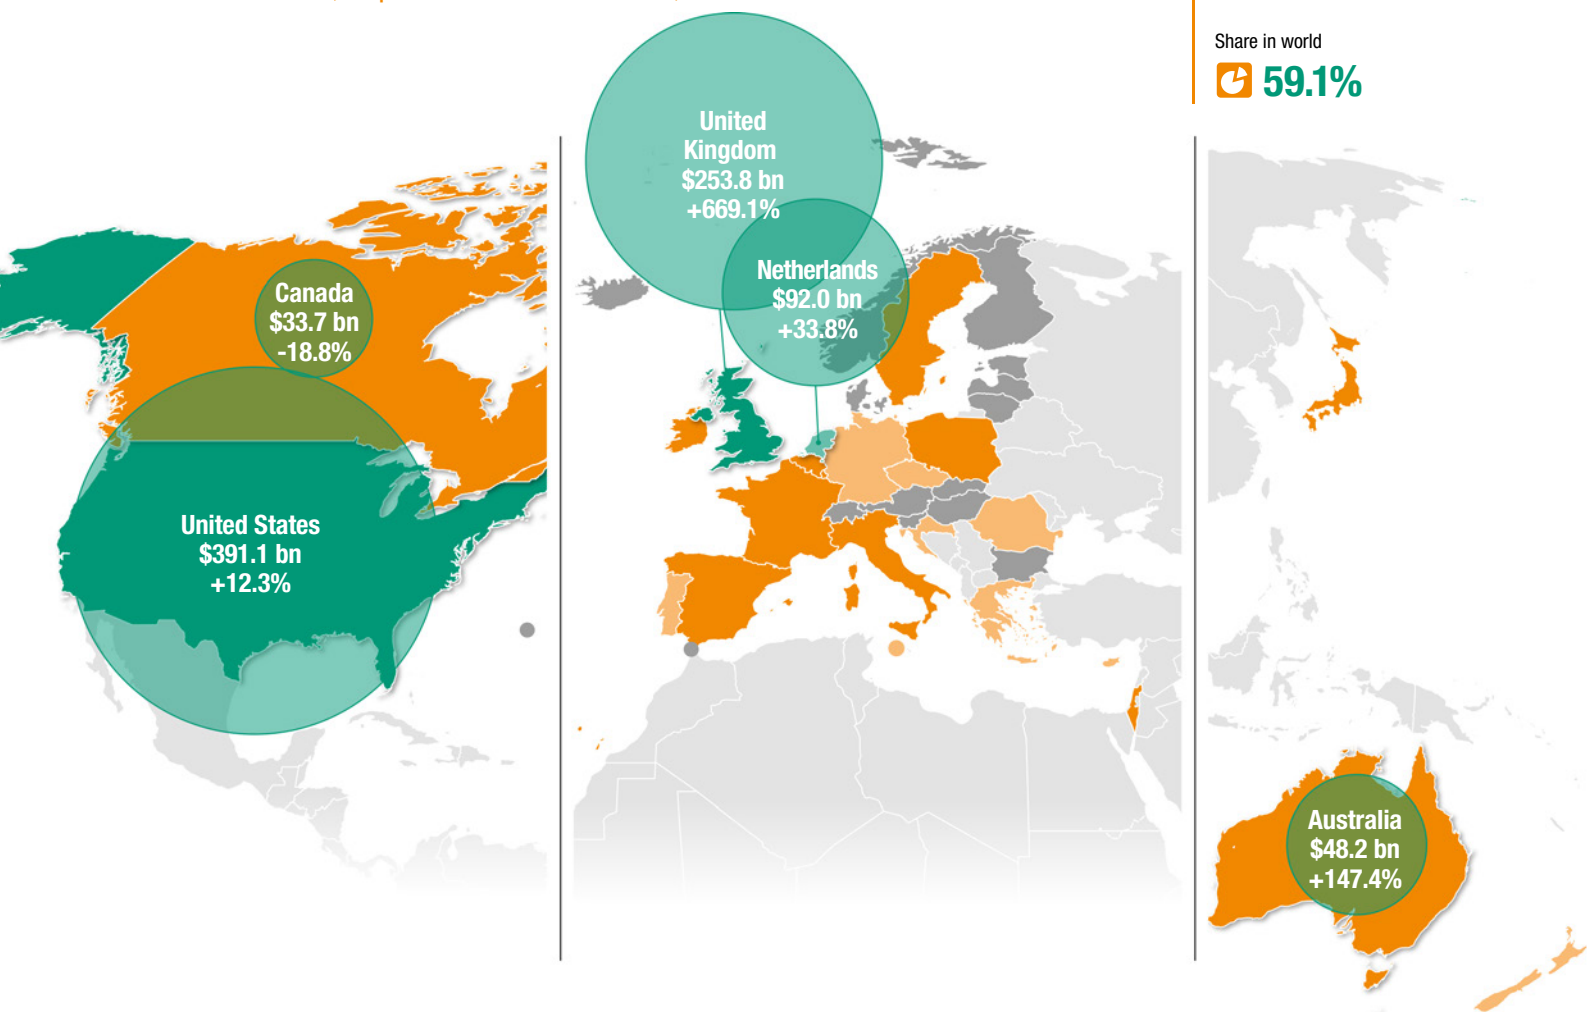 Share in world
59.1%
United
Kingdom
$253.8 bn
+669.1%
Netherlands
$92.0 bn
+33.8%
Canada
$33.7 bn
-18.8%
United States
$391.1 bn
+12.3%
Australia
$48.2 bn
+147.4%